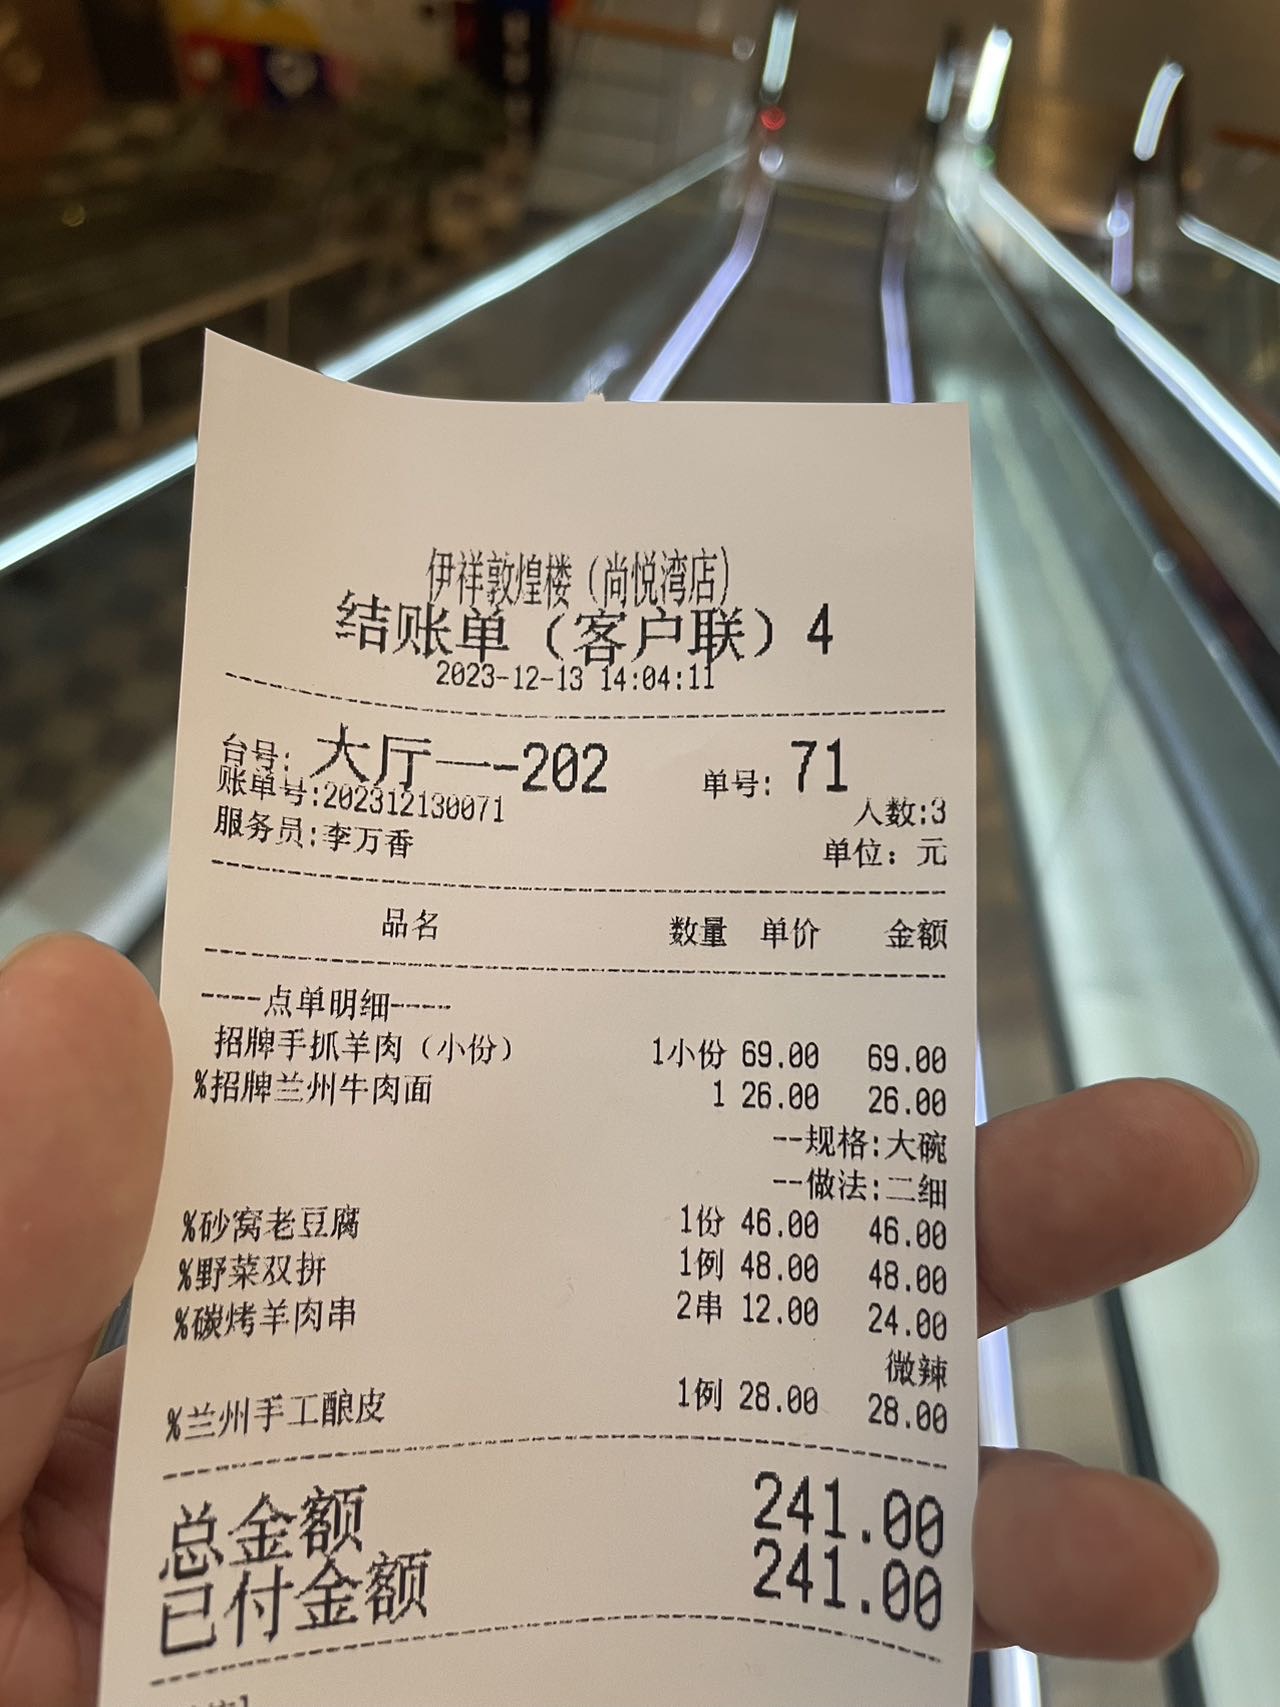 伊祥敦煌楼（尚悦湾店）
结账单（客户联）4
2023-12-13 14:04:11
台号: 大厅一--202 单号: 71
账单号:202312130071 人数:3
服务员:李万香 单位: 元
品名 数量 单价 金额
----点单明细----
招牌手抓羊肉（小份） 1小份 69.00 69.00
%招牌兰州牛肉面 1 26.00 26.00
--规格:大碗
--做法:二细
%砂窝老豆腐 1份 46.00 46.00
%野菜双拼 1例 48.00 48.00
%碳烤羊肉串 2串 12.00 24.00
微辣
%兰州手工酿皮 1例 28.00 28.00
总金额 241.00
已付金额 241.00